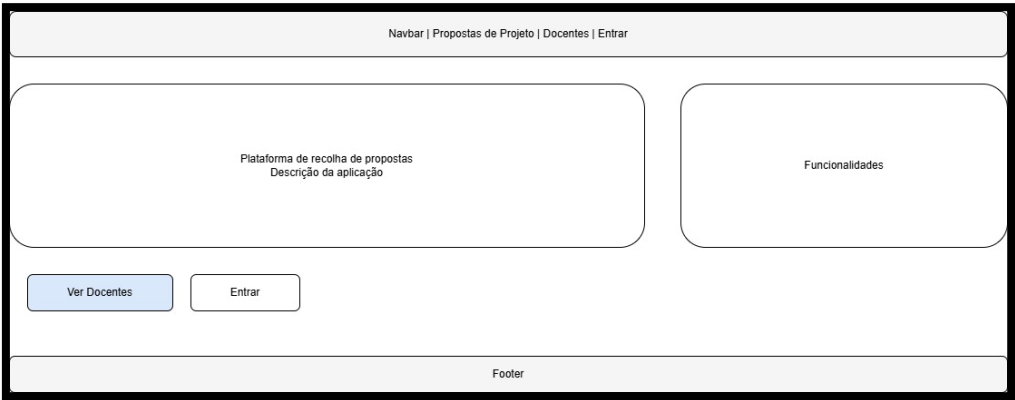 Navbar | Propostas de Projeto | Docentes | Entrar
Plataforma de recolha de propostas
Descrição da aplicação
Funcionalidades
Ver Docentes
Entrar
Footer